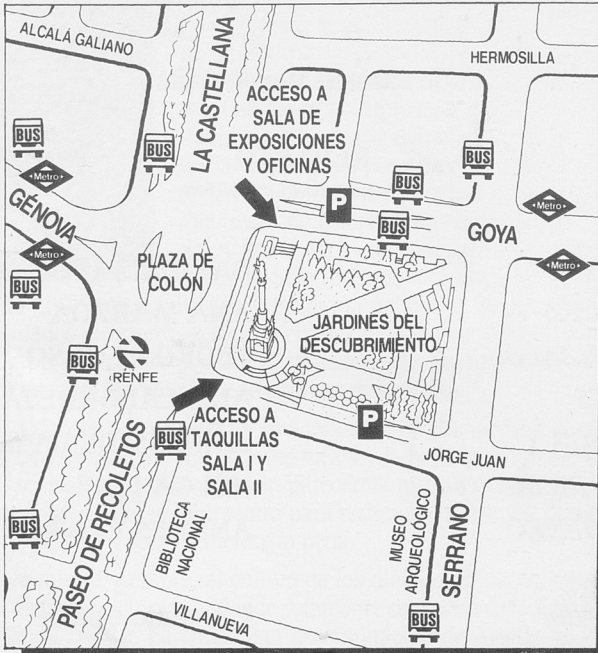 ALCALÁ GALIANO
LA CASTELLANA
HERMOSILLA
ACCESO A
SALA DE
EXPOSICIONES
Y OFICINAS
BUS
BUS
BUS
BUS
Metro
P
Metro
GÉNOVA
BUS
GOYA
Metro
Metro
PLAZA DE
COLÓN
BUS
JARDINES DEL
DESCUBRIMIENTO
BUS
RENFE
ACCESO A
TAQUILLAS
SALA I Y
SALA II
P
BUS
JORGE JUAN
PASEO DE RECOLETOS
BUS
BIBLIOTECA
NACIONAL
MUSEO
ARQUEOLÓGICO
SERRANO
VILLANUEVA
BUS